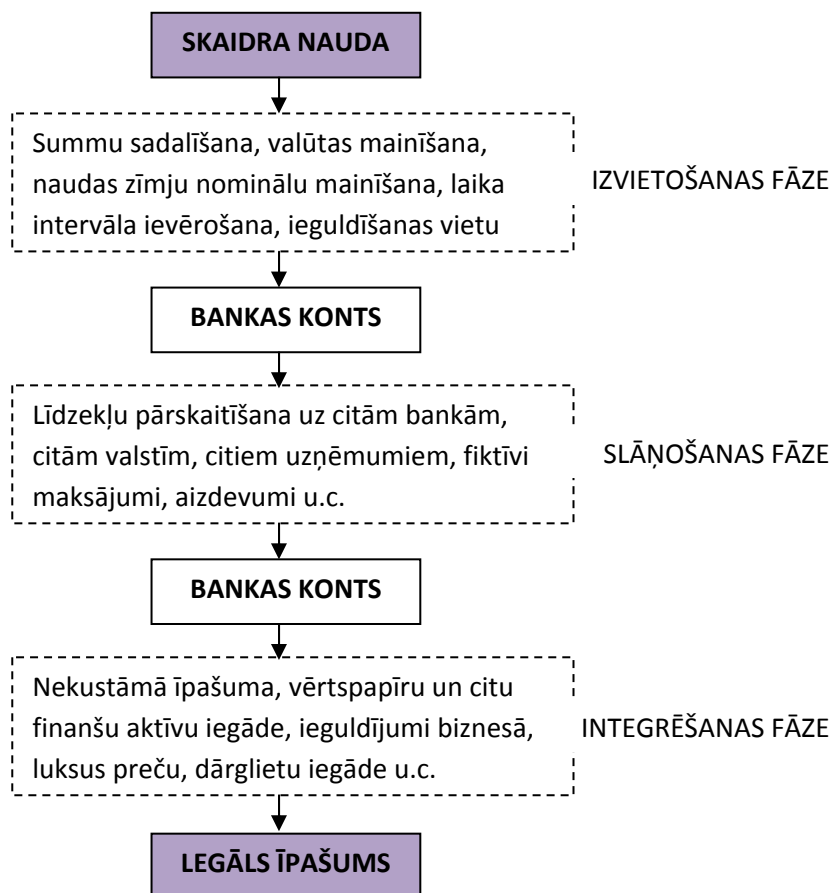 SKAIDRA NAUDA
Summu sadalīšana, valūtas mainīšana,
naudas zīmju nominālu mainīšana, laika
intervāla ievērošana, ieguldīšanas vietu
IZVIETOŠANAS FĀZE
BANKAS KONTS
Līdzekļu pārskaitīšana uz citām bankām,
citām valstīm, citiem uzņēmumiem, fiktīvi
maksājumi, aizdevumi u.c.
SLĀŅOŠANAS FĀZE
BANKAS KONTS
Nekustāmā īpašuma, vērtspapīru un citu
finanšu aktīvu iegāde, ieguldījumi biznesā,
luksus preču, dārglietu iegāde u.c.
INTEGRĒŠANAS FĀZE
LEGĀLS ĪPAŠUMS